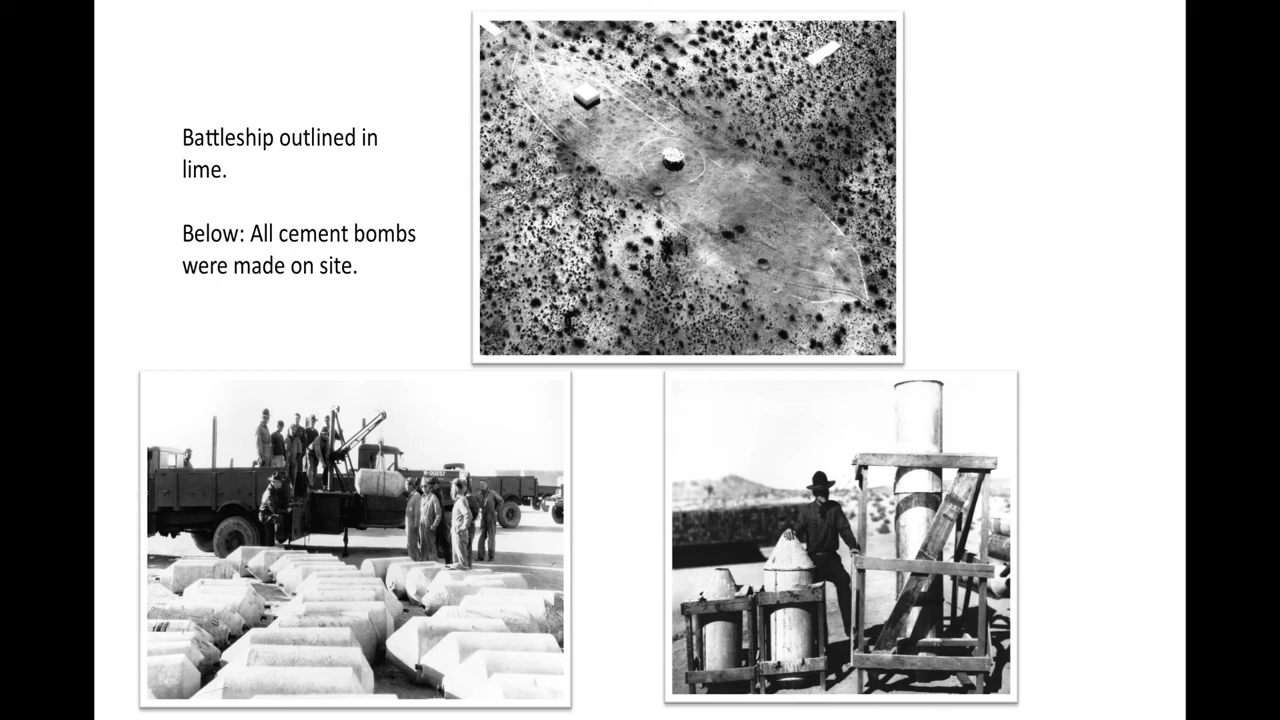 Battleship outlined in
lime.
Below: All cement bombs
were made on site.